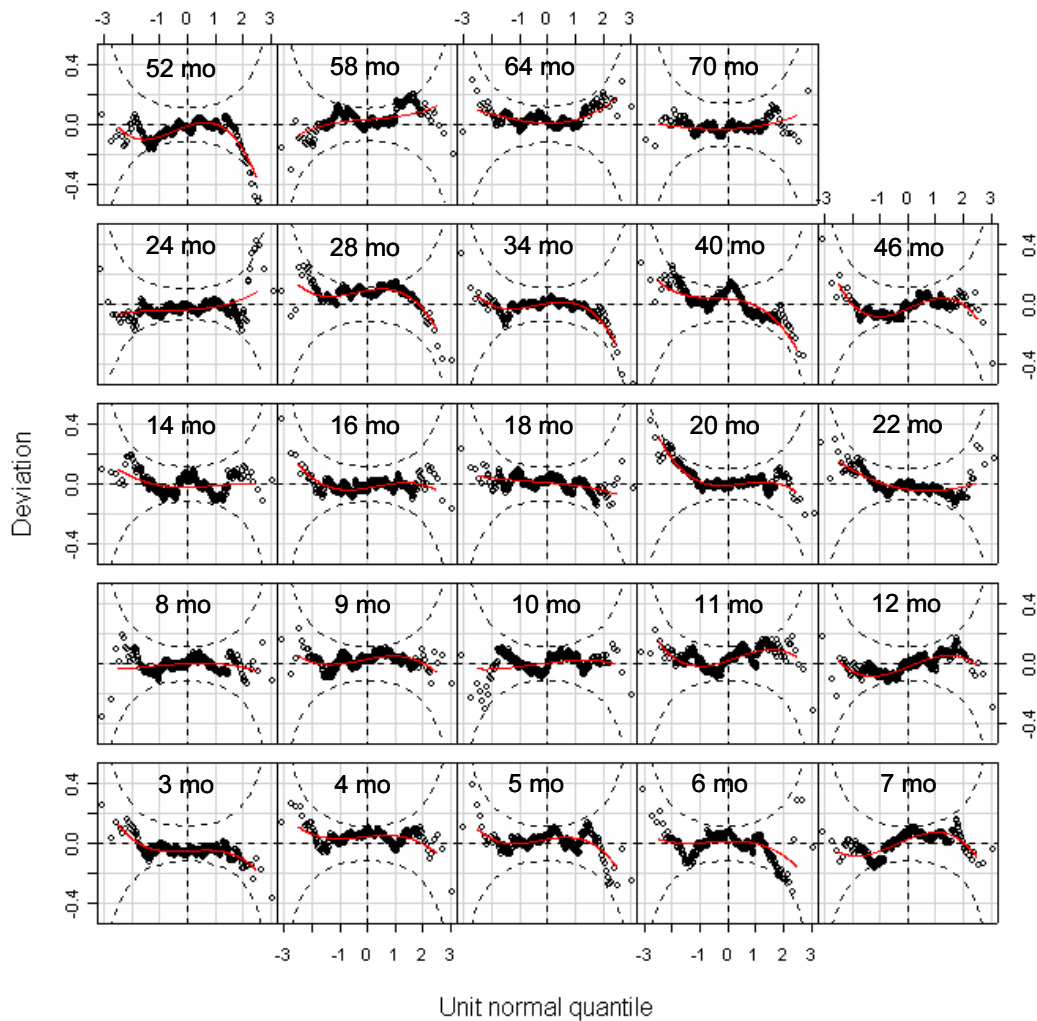 -3 -1 0 1 2 3 -3 -1 0 1 2 3
52 mo 58 mo 64 mo 70 mo
0.4
0.0
-0.4
-3 -1 0 1 2 3
24 mo 28 mo 34 mo 40 mo 46 mo
0.4
0.0
-0.4
14 mo 16 mo 18 mo 20 mo 22 mo
0.4
0.0
-0.4
Deviation
8 mo 9 mo 10 mo 11 mo 12 mo
0.4
0.0
-0.4
3 mo 4 mo 5 mo 6 mo 7 mo
0.4
0.0
-0.4
-3 -1 0 1 2 3 -3 -1 0 1 2 3
Unit normal quantile